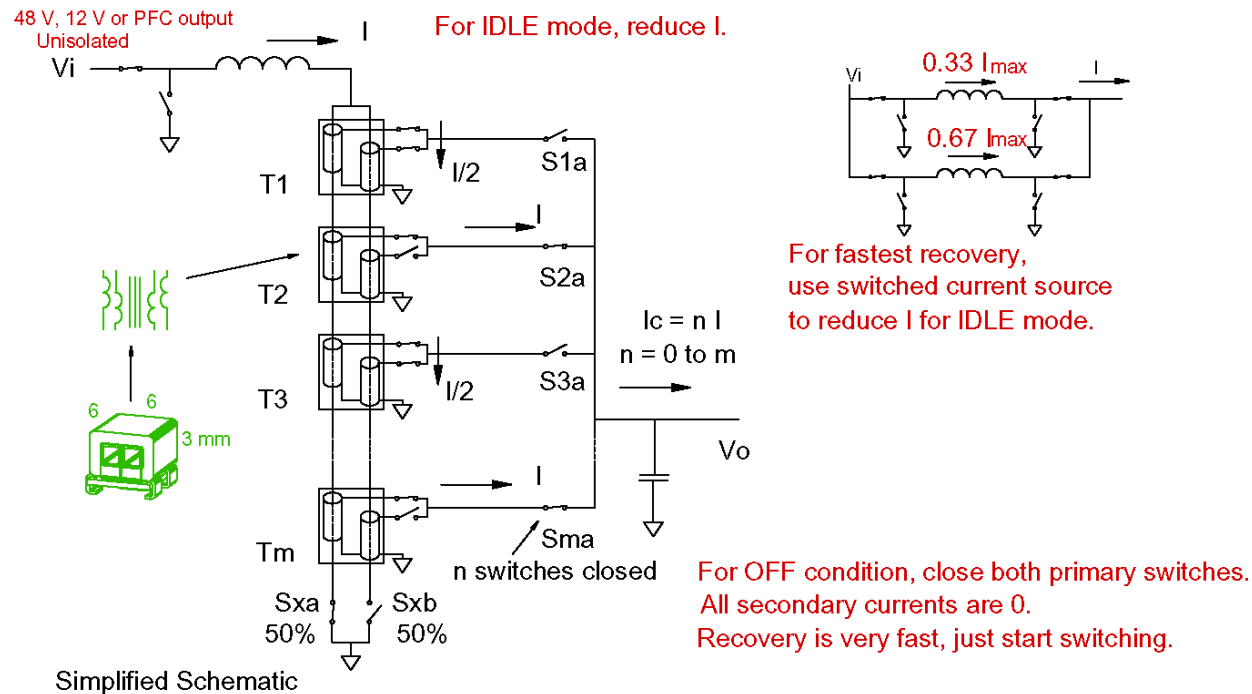 48 V, 12 V or PFC output
Unisolated
Vi
I
For IDLE mode, reduce I.
T1
I/2
S1a
T2
I
S2a
T3
I/2
S3a
Tm
I
Sma
n switches closed
Sxa
50%
Sxb
50%
Simplified Schematic
6
6
3 mm
Ic = n I
n = 0 to m
Vo
Vi
0.33 Imax
I
0.67 Imax
For fastest recovery,
use switched current source
to reduce I for IDLE mode.
For OFF condition, close both primary switches.
All secondary currents are 0.
Recovery is very fast, just start switching.